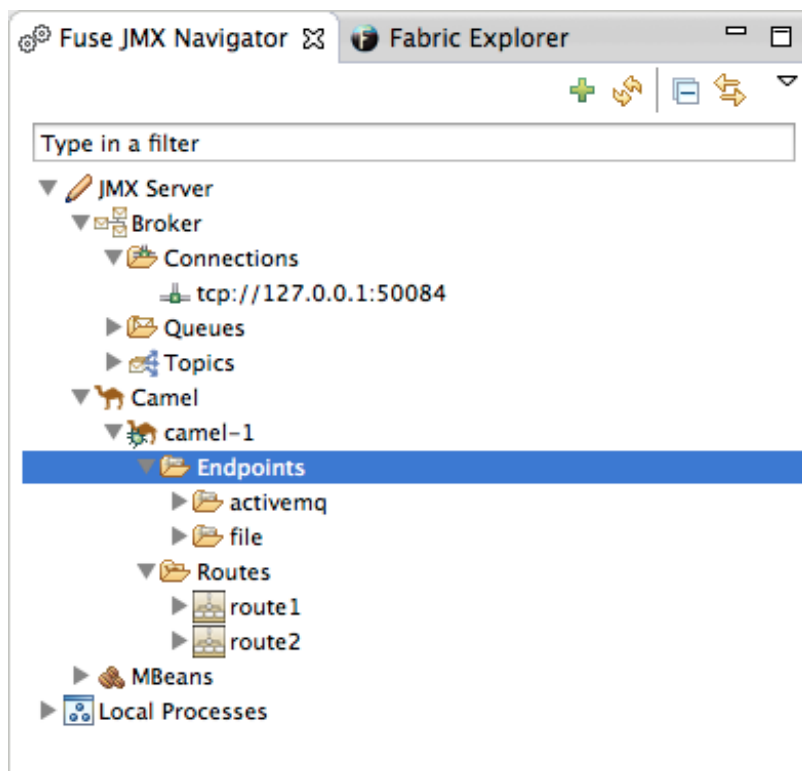 Fuse JMX Navigator Fabric Explorer
Type in a filter
JMX Server
Broker
Connections
tcp://127.0.0.1:50084
Queues
Topics
Camel
camel-1
Endpoints
activemq
file
Routes
route1
route2
MBeans
Local Processes